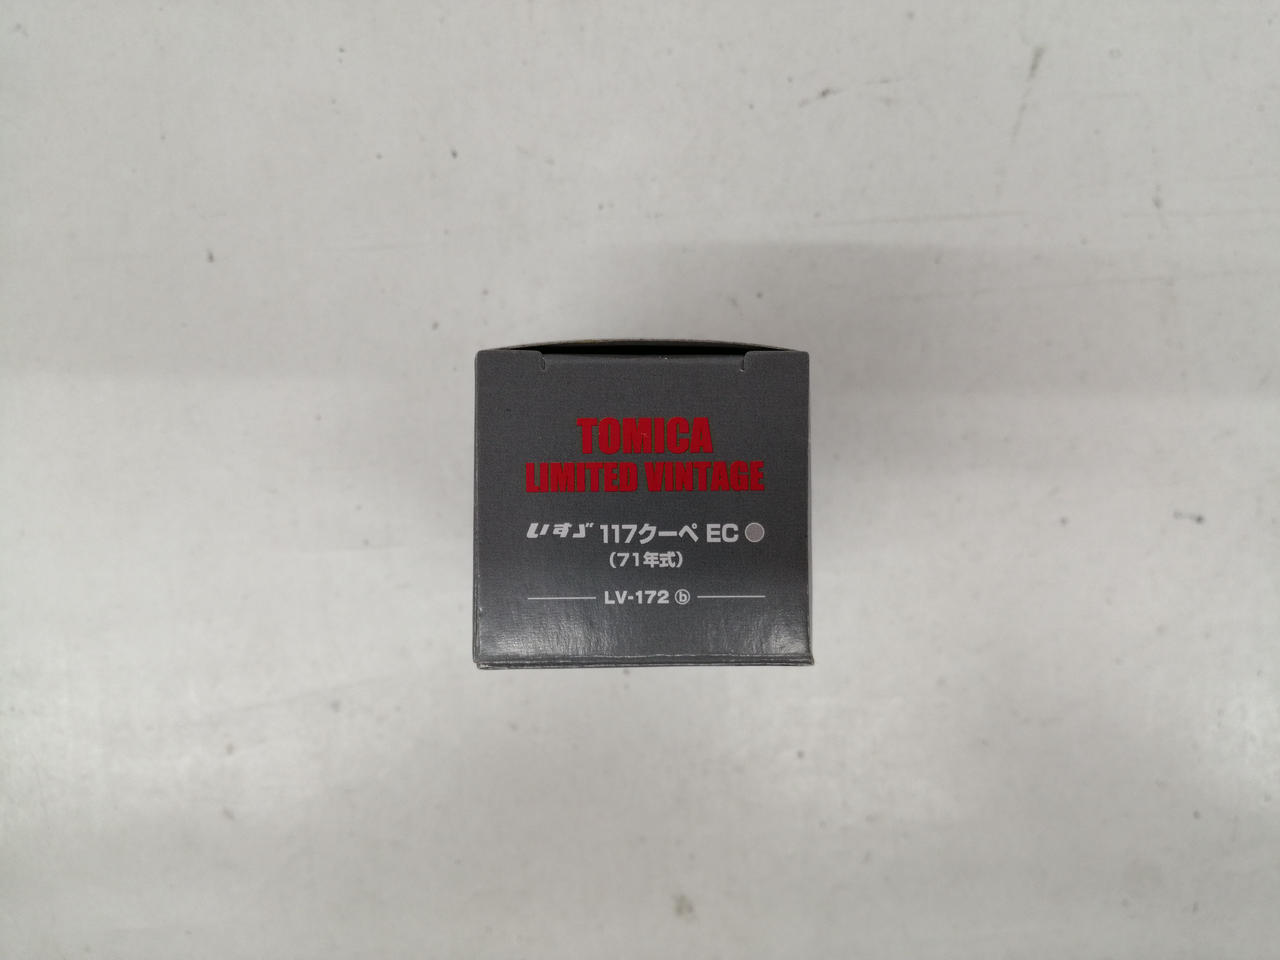 TOMICA
LIMITED VINTAGE
いすゞ 117クーペ EC
(71年式)
LV-172 ⓑ